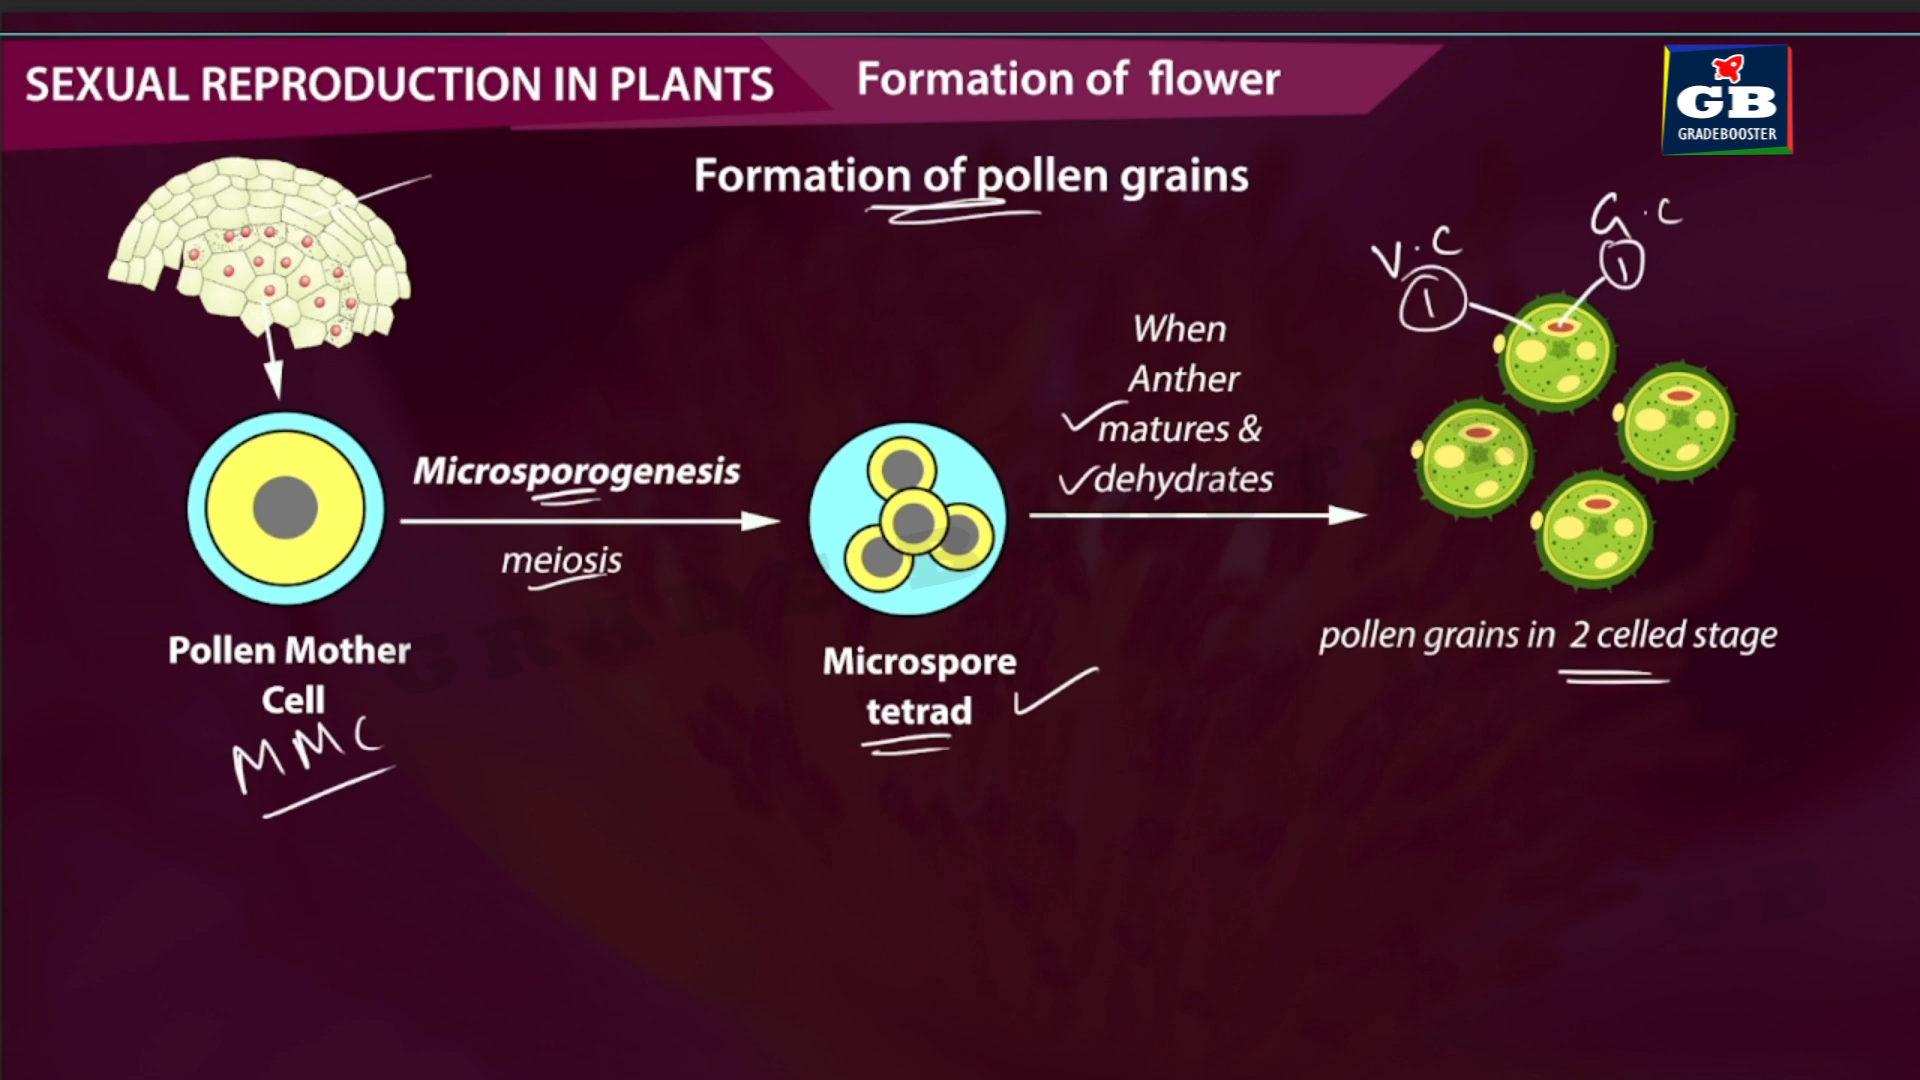 SEXUAL REPRODUCTION IN PLANTS
Formation of flower
GB
GRADEBOOSTER
Formation of pollen grains
G.C
1
V.C
1
When
Anther
matures &
dehydrates
Microsporogenesis
meiosis
Pollen Mother
Cell
MMC
Microspore
tetrad
pollen grains in 2 celled stage